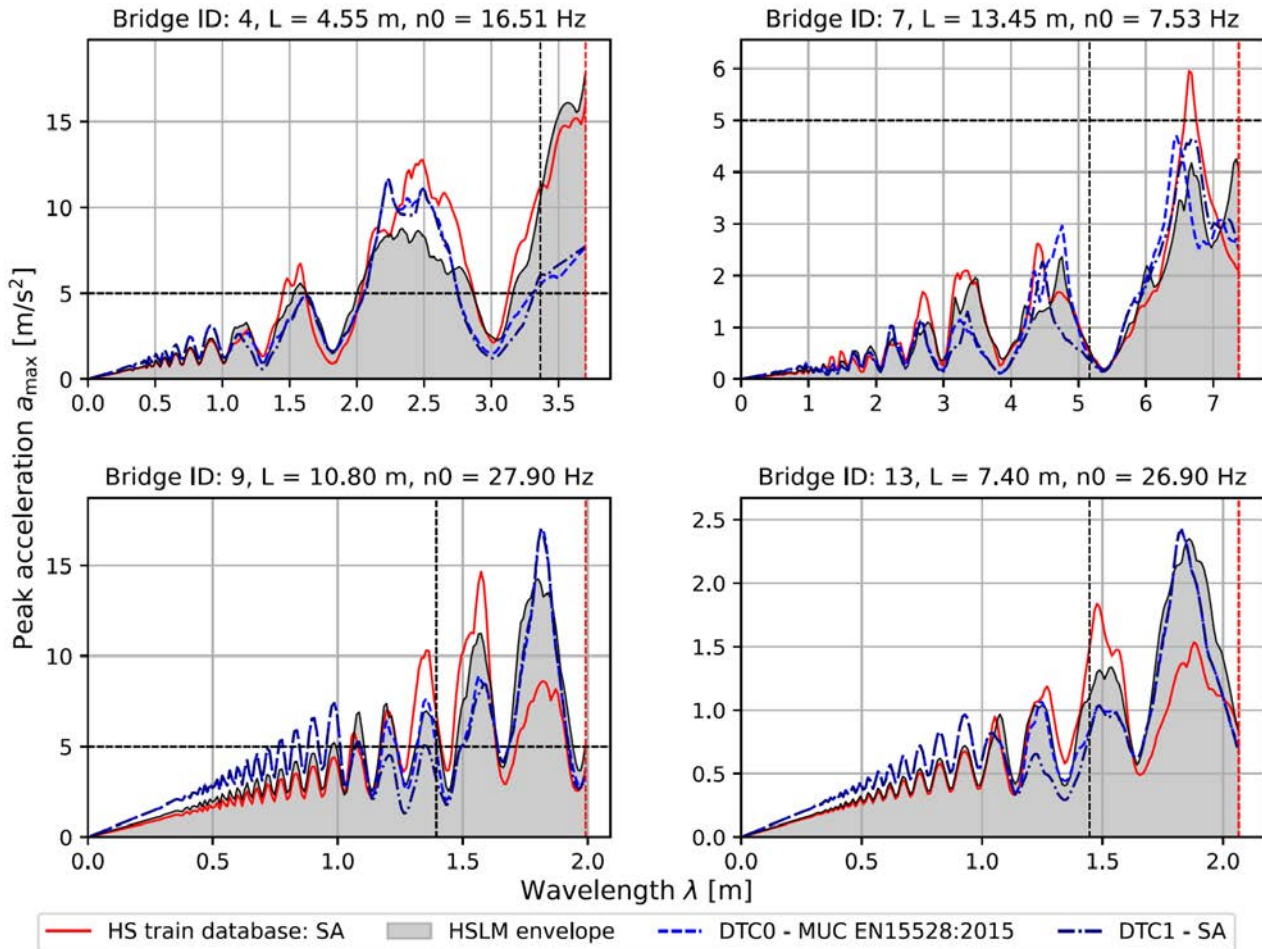 Bridge ID: 4, L = 4.55 m, n0 = 16.51 Hz
Bridge ID: 7, L = 13.45 m, n0 = 7.53 Hz
15
10
5
0
0.0 0.5 1.0 1.5 2.0 2.5 3.0 3.5
6
5
4
3
2
1
0
0 1 2 3 4 5 6 7
Peak acceleration amax [m/s²]
Bridge ID: 9, L = 10.80 m, n0 = 27.90 Hz
Bridge ID: 13, L = 7.40 m, n0 = 26.90 Hz
15
10
5
0
0.0 0.5 1.0 1.5 2.0
2.5
2.0
1.5
1.0
0.5
0.0
0.0 0.5 1.0 1.5 2.0
Wavelength λ [m]
HS train database: SA HSLM envelope DTC0 - MUC EN15528:2015 DTC1 - SA